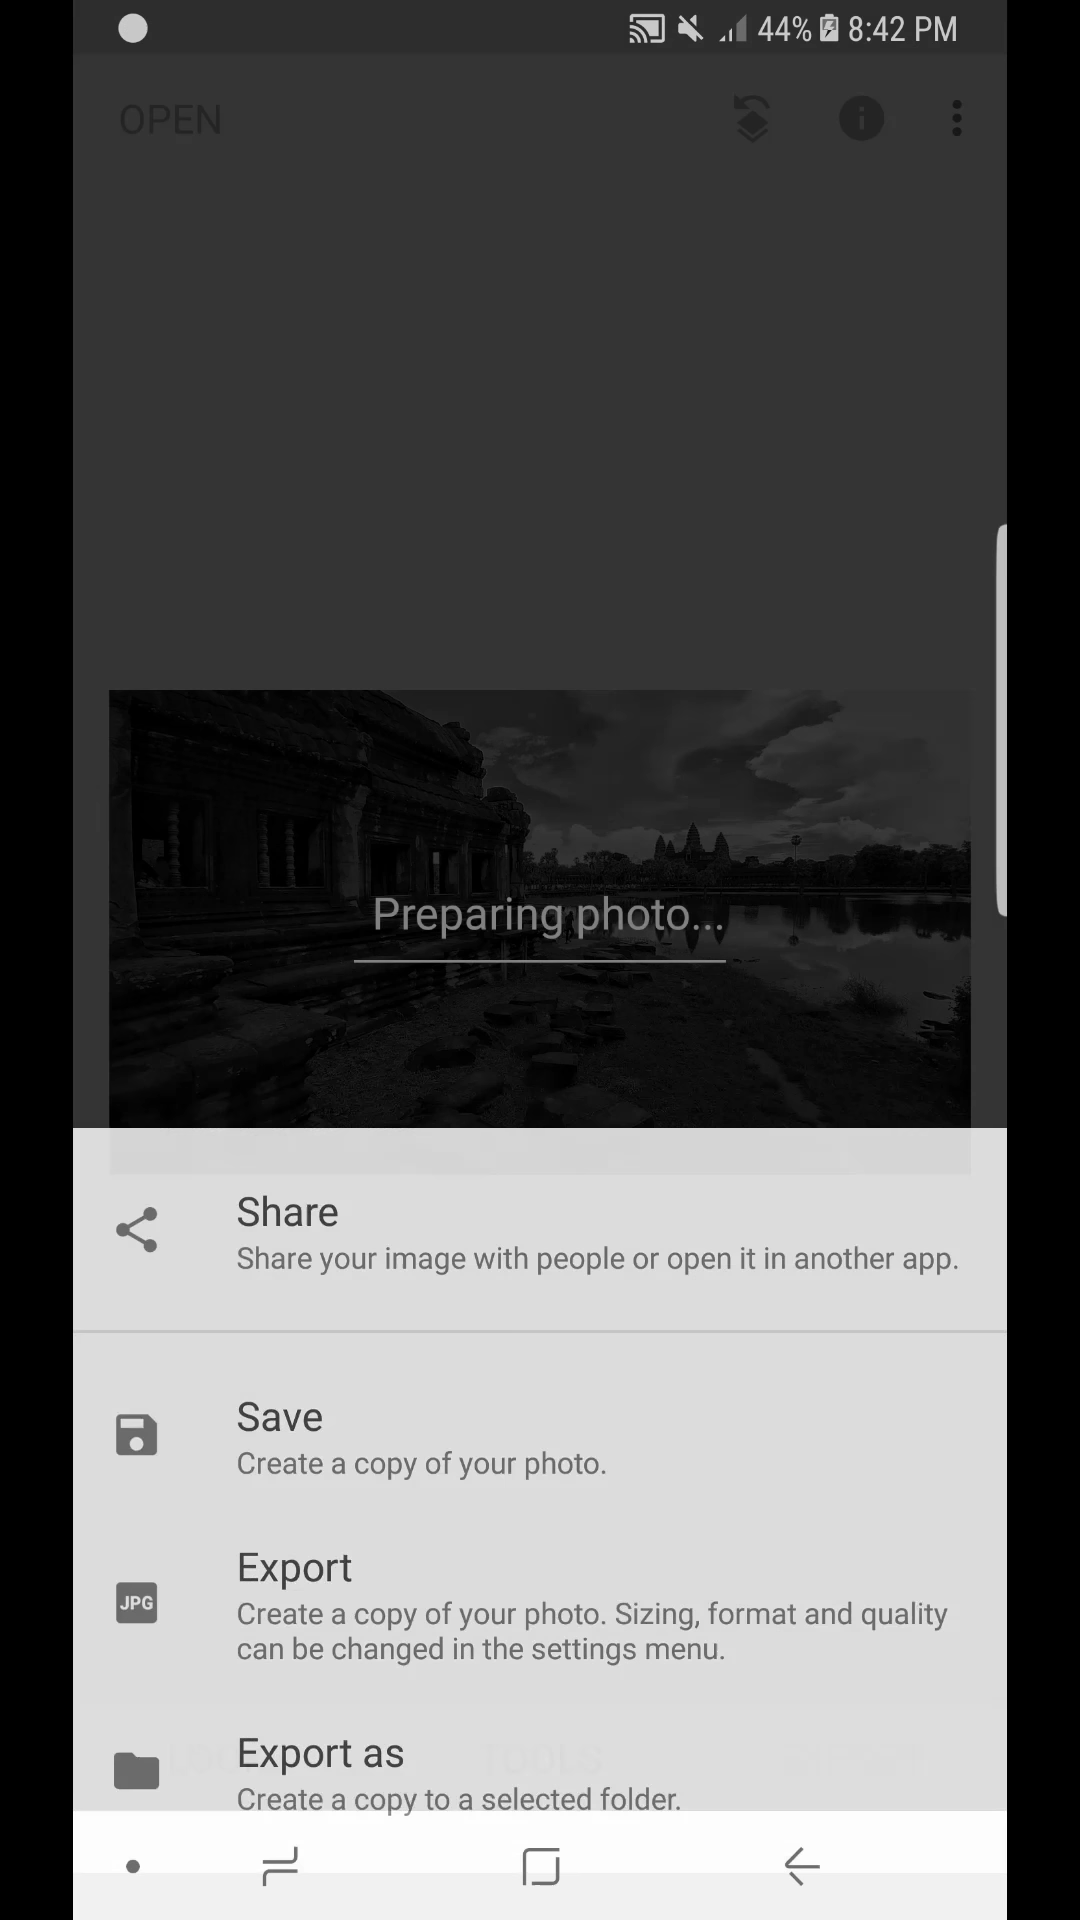 44% 8:42 PM
OPEN
Preparing photo...
Share
Share your image with people or open it in another app.
Save
Create a copy of your photo.
JPG
Export
Create a copy of your photo. Sizing, format and quality
can be changed in the settings menu.
TOOLS
Export as
Create a copy to a selected folder.